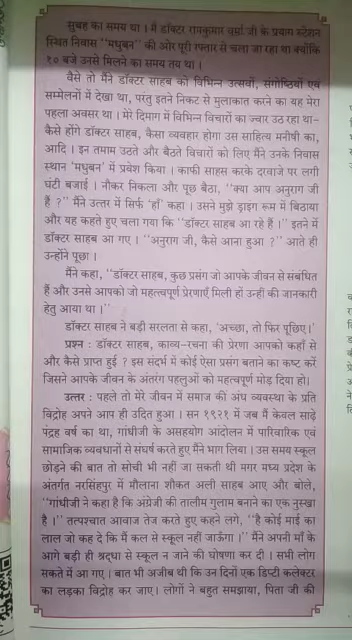 सुबह का समय था । मैं डॉक्टर रामकुमार वर्मा जी के प्रयाग स्टेशन
स्थित निवास ''मधुबन'' की ओर पूरी रफ्तार से चला जा रहा था क्योंकि
१० बजे उनसे मिलने का समय तय था ।
वैसे तो मैंने डॉक्टर साहब को विभिन्न उत्सवों, संगोष्ठियों एवं
सम्मेलनों में देखा था, परंतु इतने निकट से मुलाकात करने का यह मेरा
पहला अवसर था । मेरे दिमाग में विभिन्न विचारों का ज्वार उठ रहा था-
कैसे होंगे डॉक्टर साहब, कैसा व्यवहार होगा उस साहित्य मनीषी का,
आदि । इन तमाम उठते और बैठते विचारों को लिए मैंने उनके निवास
स्थान 'मधुबन' में प्रवेश किया । काफी साहस करके दरवाजे पर लगी
घंटी बजाई । नौकर निकला और पूछ बैठा, ''क्या आप अनुराग जी
हैं ?'' मैंने उत्तर में सिर्फ 'हाँ' कहा । उसने मुझे ड्राइंग रूम में बिठाया
और यह कहते हुए चला गया कि ''डॉक्टर साहब आ रहे हैं ।'' इतने में
डॉक्टर साहब आ गए । ''अनुराग जी, कैसे आना हुआ ?'' आते ही
उन्होंने पूछा ।
मैंने कहा, ''डॉक्टर साहब, कुछ प्रसंग जो आपके जीवन से संबंधित
हैं और उनसे आपको जो महत्त्वपूर्ण प्रेरणाएँ मिली हों उन्हीं की जानकारी
हेतु आया था ।''
डॉक्टर साहब ने बड़ी सरलता से कहा, 'अच्छा, तो फिर पूछिए ।'
प्रश्न : डॉक्टर साहब, काव्य-रचना की प्रेरणा आपको कहाँ से
और कैसे प्राप्त हुई ? इस संदर्भ में कोई ऐसा प्रसंग बताने का कष्ट करें
जिसने आपके जीवन के अंतरंग पहलुओं को महत्वपूर्ण मोड़ दिया हो।
उत्तर : पहले तो मेरे जीवन में समाज की अंध व्यवस्था के प्रति
विद्रोह अपने आप ही उदित हुआ । सन १९२१ में जब मैं केवल साढ़े
पंद्रह वर्ष का था, गांधीजी के असहयोग आंदोलन में पारिवारिक एवं
सामाजिक व्यवधानों से संघर्ष करते हुए मैंने भाग लिया । उस समय स्कूल
छोड़ने की बात तो सोची भी नहीं जा सकती थी मगर मध्य प्रदेश के
अंतर्गत नरसिंहपुर में मौलाना शौकत अली साहब आए और बोले,
''गांधीजी ने कहा है कि अंग्रेजी की तालीम गुलाम बनाने का एक नुस्खा
है ।'' तत्पश्चात आवाज तेज करते हुए कहने लगे, ''है कोई माई का
लाल जो कह दे कि मैं कल से स्कूल नहीं जाऊँगा ।'' मैंने अपनी माँ के
आगे बड़ी ही श्रद्धा से स्कूल न जाने की घोषणा कर दी । सभी लोग
सकते में आ गए । बात भी अजीब थी कि उन दिनों एक डिप्टी कलेक्टर
का लड़का विद्रोह कर जाए। लोगों ने बहुत समझाया, पिता जी की